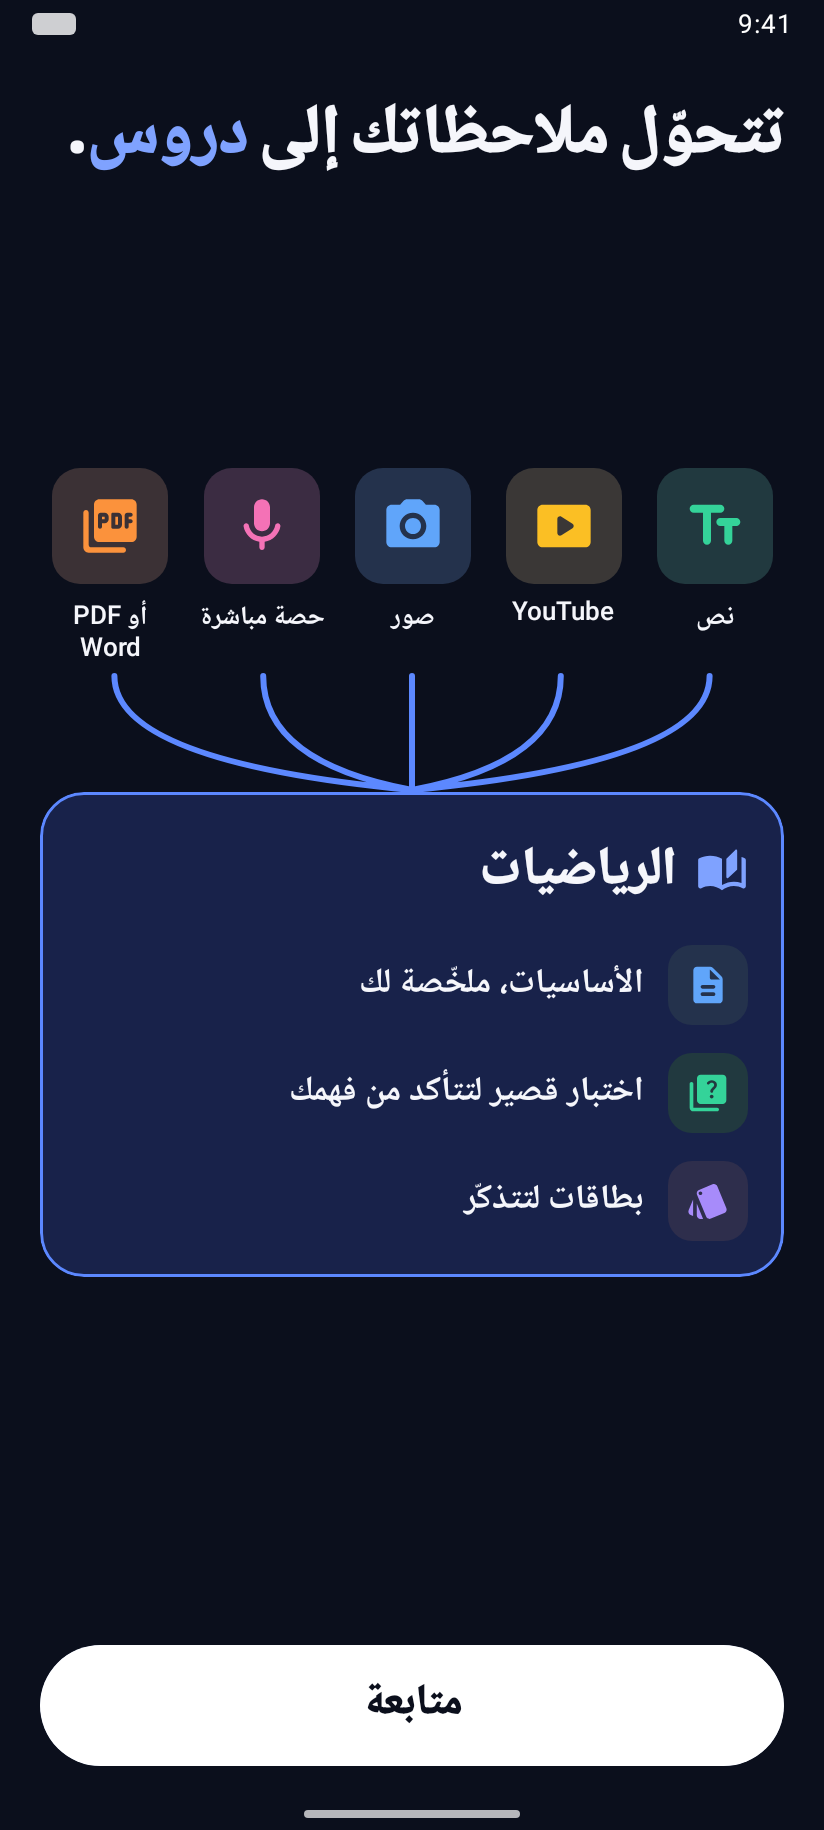 9:41
تتحوّل ملاحظاتك إلى دروس.
نص
YouTube
صور
حصة مباشرة
PDF أو
Word
الرياضيات
الأساسيات، ملخّصة لك
اختبار قصير لتتأكد من فهمك
بطاقات لتتذكّر
متابعة